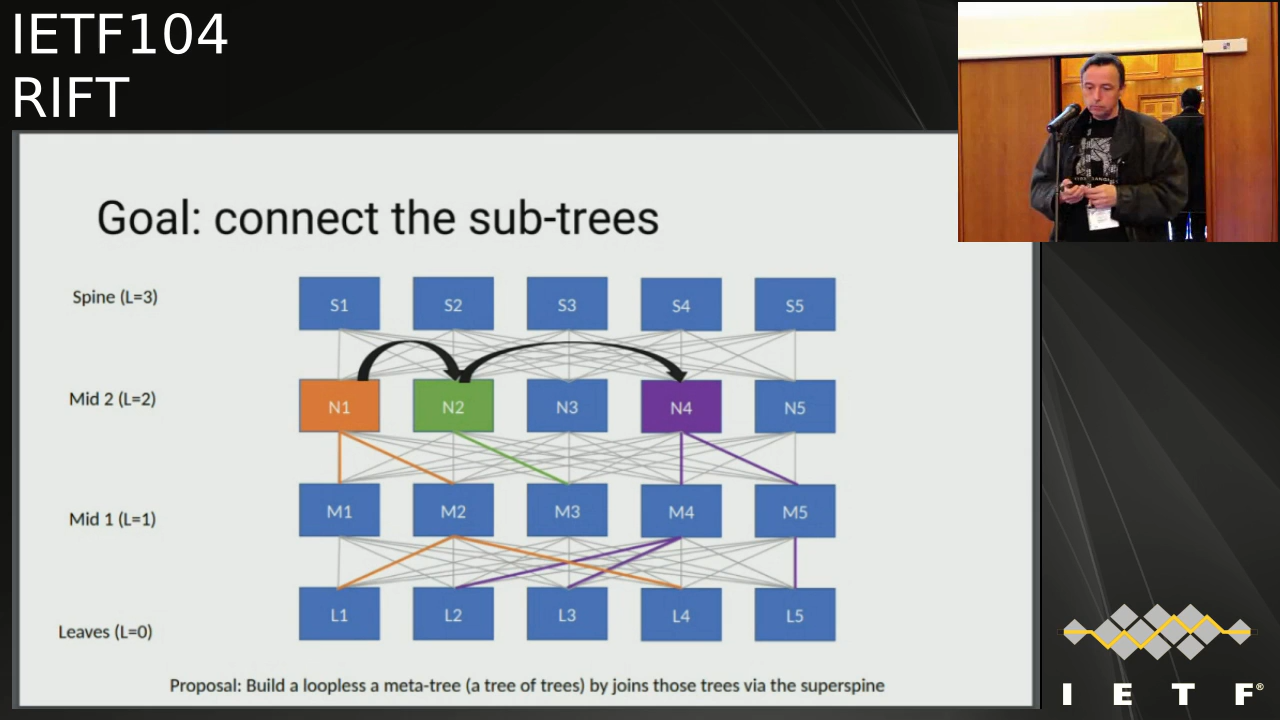 IETF104
RIFT
Goal: connect the sub-trees
Spine (L=3)
S1 S2 S3 S4 S5
Mid 2 (L=2)
N1 N2 N3 N4 N5
Mid 1 (L=1)
M1 M2 M3 M4 M5
Leaves (L=0)
L1 L2 L3 L4 L5
Proposal: Build a loopless a meta-tree (a tree of trees) by joins those trees via the superspine
I E T F®